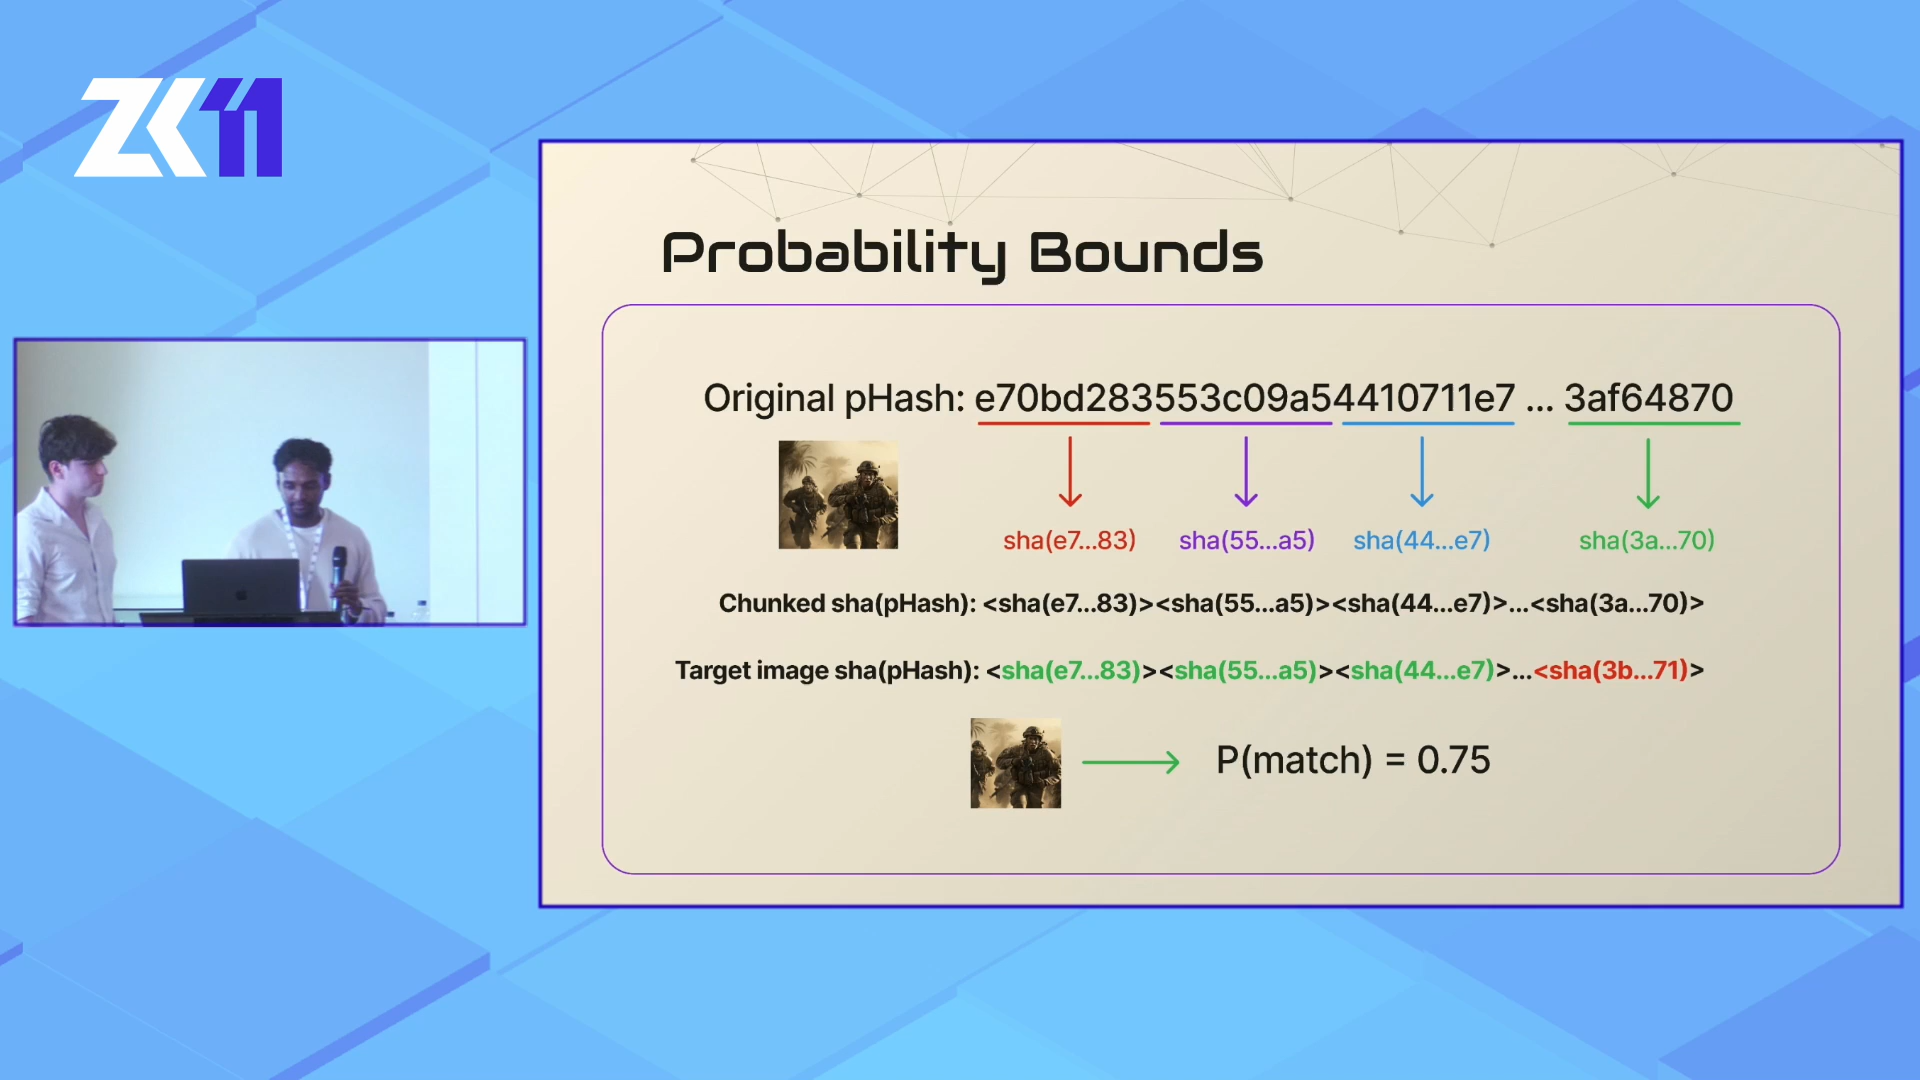 ZK11
Probability Bounds
Original pHash: e70bd283553c09a54410711e7 ... 3af64870
sha(e7...83) sha(55...a5) sha(44...e7) sha(3a...70)
Chunked sha(pHash): <sha(e7...83)><sha(55...a5)><sha(44...e7)>...<sha(3a...70)>
Target image sha(pHash): <sha(e7...83)><sha(55...a5)><sha(44...e7)>...<sha(3b...71)>
P(match) = 0.75